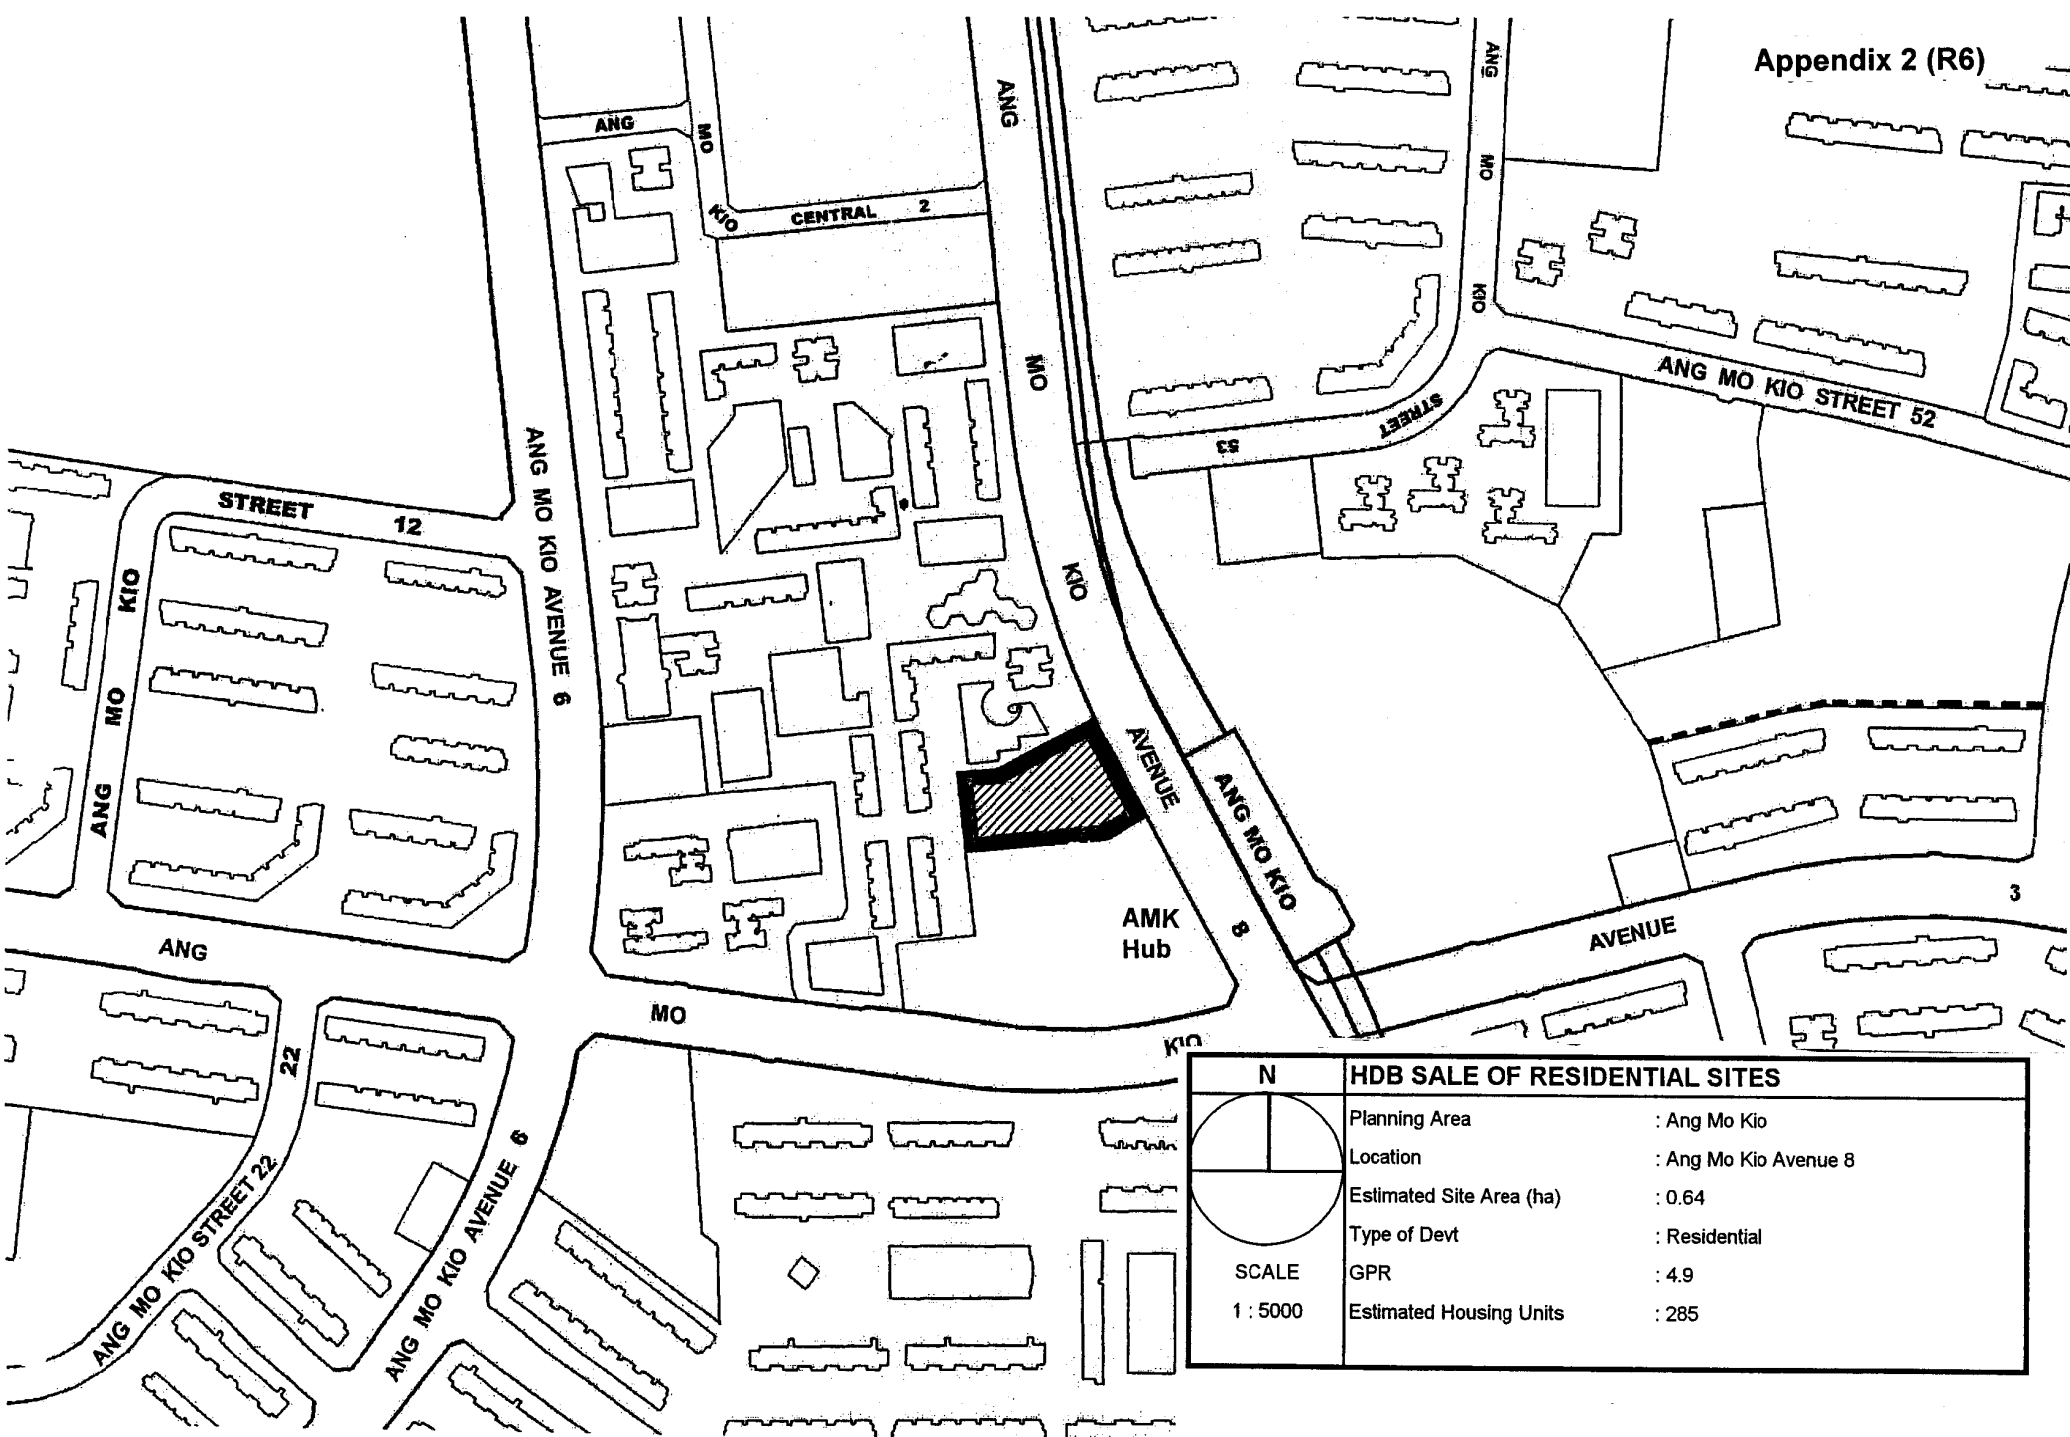 Appendix 2 (R6)
ANG
MO
KIO
CENTRAL 2
ANG
MO
KIO
AVENUE
8
ANG
MO
KIO
STREET
53
ANG MO KIO STREET 52
ANG MO KIO AVENUE 6
STREET 12
KIO
MO
ANG
ANG MO KIO
AMK
Hub
ANG
MO
KIO
AVENUE
3
22
ANG MO KIO STREET 22
ANG MO KIO AVENUE 6
N
HDB SALE OF RESIDENTIAL SITES
Planning Area : Ang Mo Kio
Location : Ang Mo Kio Avenue 8
Estimated Site Area (ha) : 0.64
Type of Devt : Residential
SCALE
GPR : 4.9
1 : 5000
Estimated Housing Units : 285